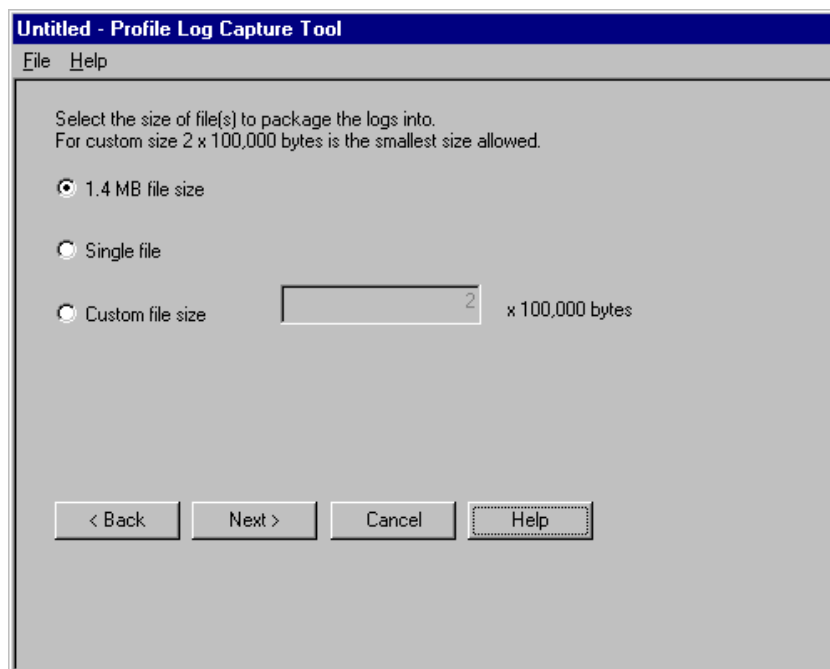 Untitled - Profile Log Capture Tool
File Help
Select the size of file(s) to package the logs into.
For custom size 2 x 100,000 bytes is the smallest size allowed.
1.4 MB file size
Single file
Custom file size 2 x 100,000 bytes
< Back Next > Cancel Help